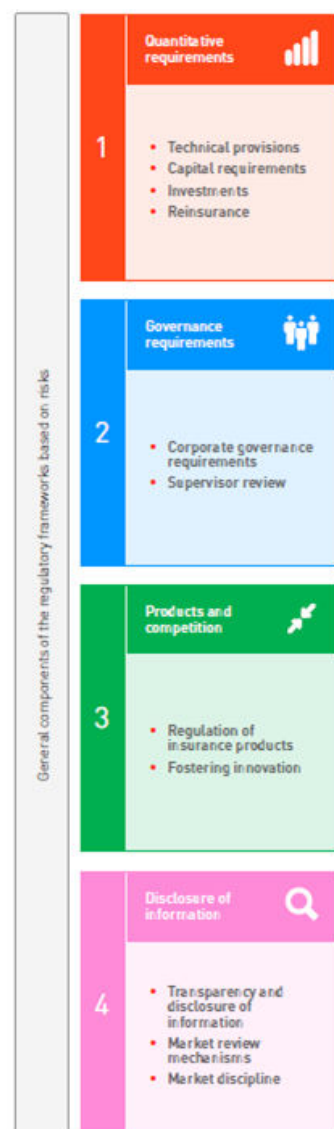 General components of the regulatory frameworks based on risks
1
Quantitative
requirements
• Technical provisions
• Capital requirements
• Investments
• Reinsurance
2
Governance
requirements
• Corporate governance
requirements
• Supervisor review
3
Products and
competition
• Regulation of
insurance products
• Fostering innovation
4
Disclosure of
information
• Transparency and
disclosure of
information
• Market review
mechanisms
• Market discipline